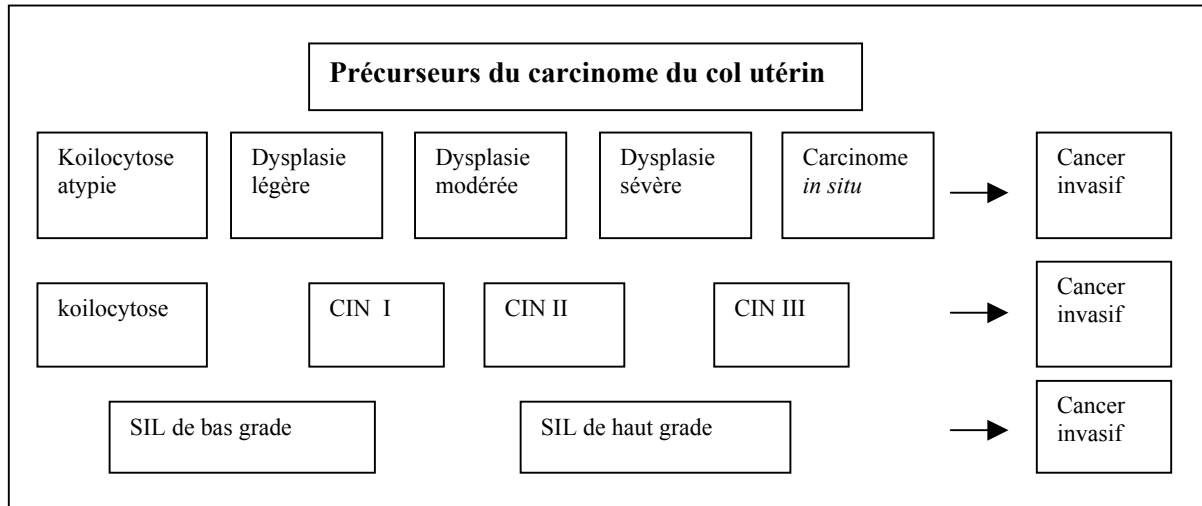 Précurseurs du carcinome du col utérin
Koilocytose
atypie
Dysplasie
légère
Dysplasie
modérée
Dysplasie
sévère
Carcinome
in situ
Cancer
invasif
koilocytose
CIN I
CIN II
CIN III
Cancer
invasif
SIL de bas grade
SIL de haut grade
Cancer
invasif